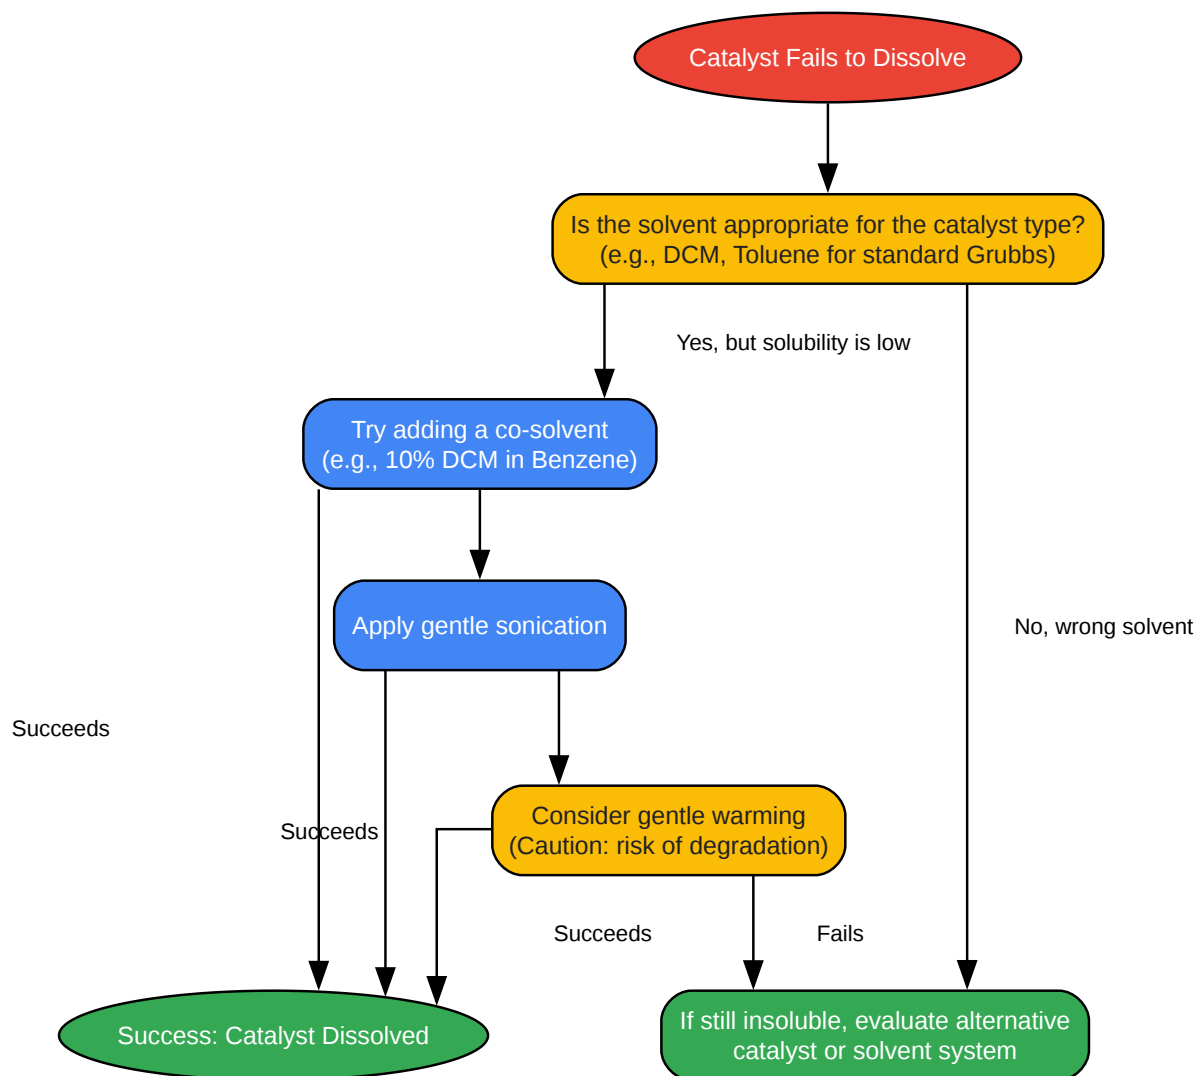 Catalyst Fails to Dissolve
Is the solvent appropriate for the catalyst type?
(e.g., DCM, Toluene for standard Grubbs)
Yes, but solubility is low
Try adding a co-solvent
(e.g., 10% DCM in Benzene)
Apply gentle sonication
No, wrong solvent
Succeeds
Consider gentle warming
(Caution: risk of degradation)
Succeeds
Succeeds
Fails
Success: Catalyst Dissolved
If still insoluble, evaluate alternative
catalyst or solvent system